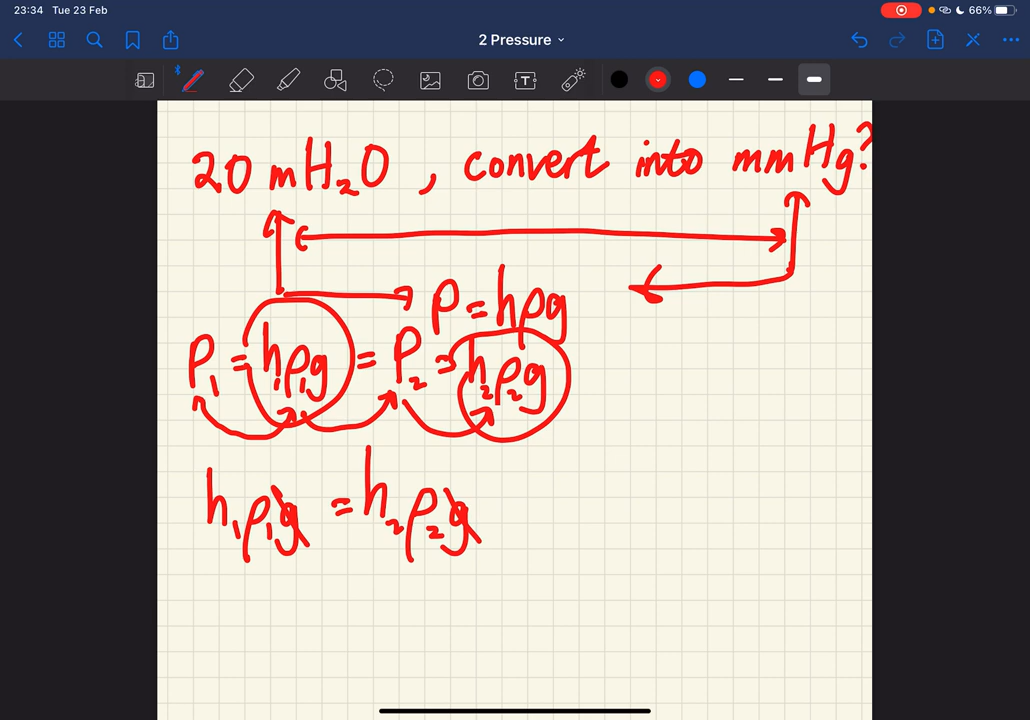 23:34 Tue 23 Feb 66%
2 Pressure
T
20 mH₂O , convert into mmHg?
P = hρg
P₁ = h₁ρ₁g = P₂ = h₂ρ₂g
h₁ρ₁g = h₂ρ₂g